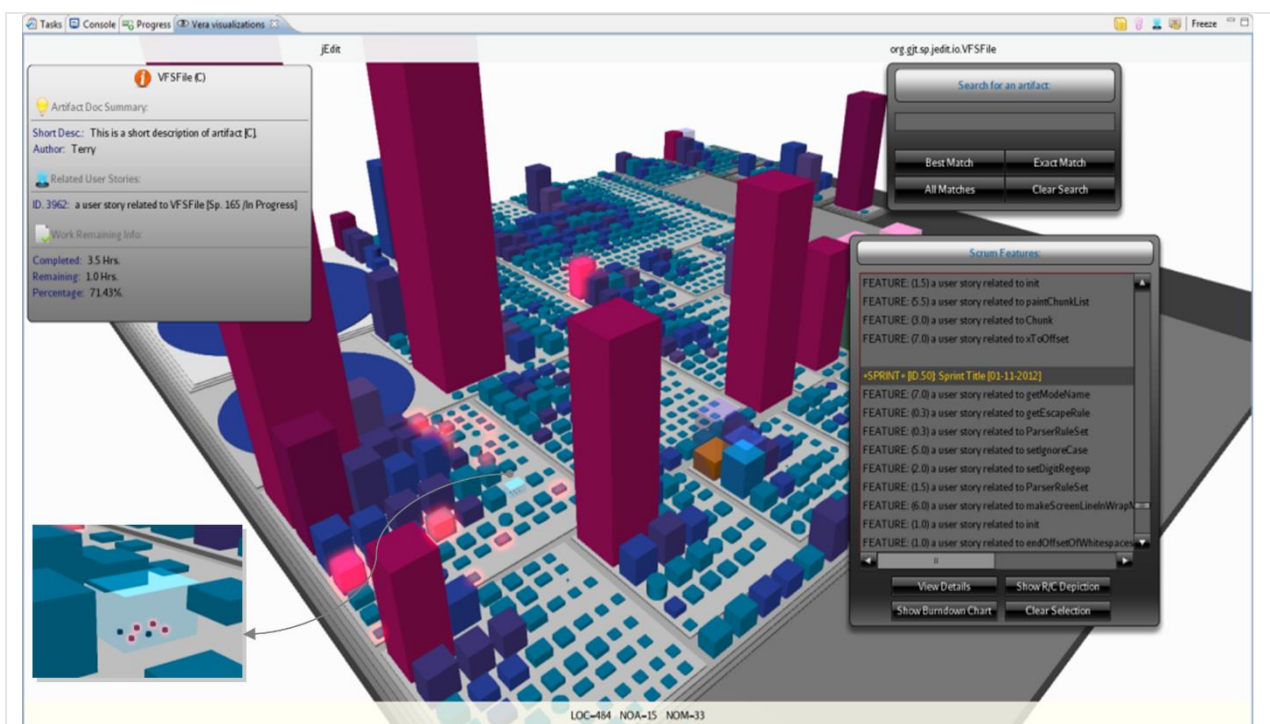 Tasks Console Progress Vera visualizations Freeze
jEdit
org.gjt.sp.jedit.io.VFSFile
VFSFile (C)
Artifact Doc Summary:
Short Desc.: This is a short description of artifact [C].
Author: Terry
Related User Stories:
ID. 3962: a user story related to VFSFile [Sp. 165 /In Progress]
Work Remaining Info:
Completed: 3.5 Hrs.
Remaining: 1.0 Hrs.
Percentage: 71.43%.
Search for an artifact:
Best Match Exact Match
All Matches Clear Search
Scrum Features:
FEATURE: (1.5) a user story related to init
FEATURE: (5.5) a user story related to paintChunkList
FEATURE: (3.0) a user story related to Chunk
FEATURE: (7.0) a user story related to xToOffset
+SPRINT+ [ID.50]: Sprint Title [01-11-2012]
FEATURE: (7.0) a user story related to getModeName
FEATURE: (0.3) a user story related to getEscapeRule
FEATURE: (0.3) a user story related to ParserRuleSet
FEATURE: (5.0) a user story related to setIgnoreCase
FEATURE: (2.0) a user story related to setDigitRegexp
FEATURE: (1.5) a user story related to ParserRuleSet
FEATURE: (6.0) a user story related to makeScreenLineInWrapM
FEATURE: (1.0) a user story related to init
FEATURE: (1.0) a user story related to endOffsetOfWhitespaces
View Details Show R/C Depiction
Show Burndown Chart Clear Selection
LOC=484 NOA=15 NOM=33